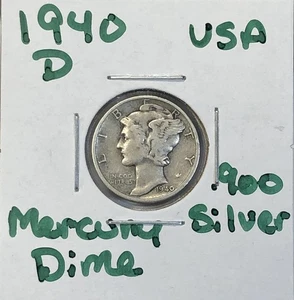 1940 USA
D
LIBERTY
IN GOD
WE TRUST
1940
.900
Mercury Silver
Dime